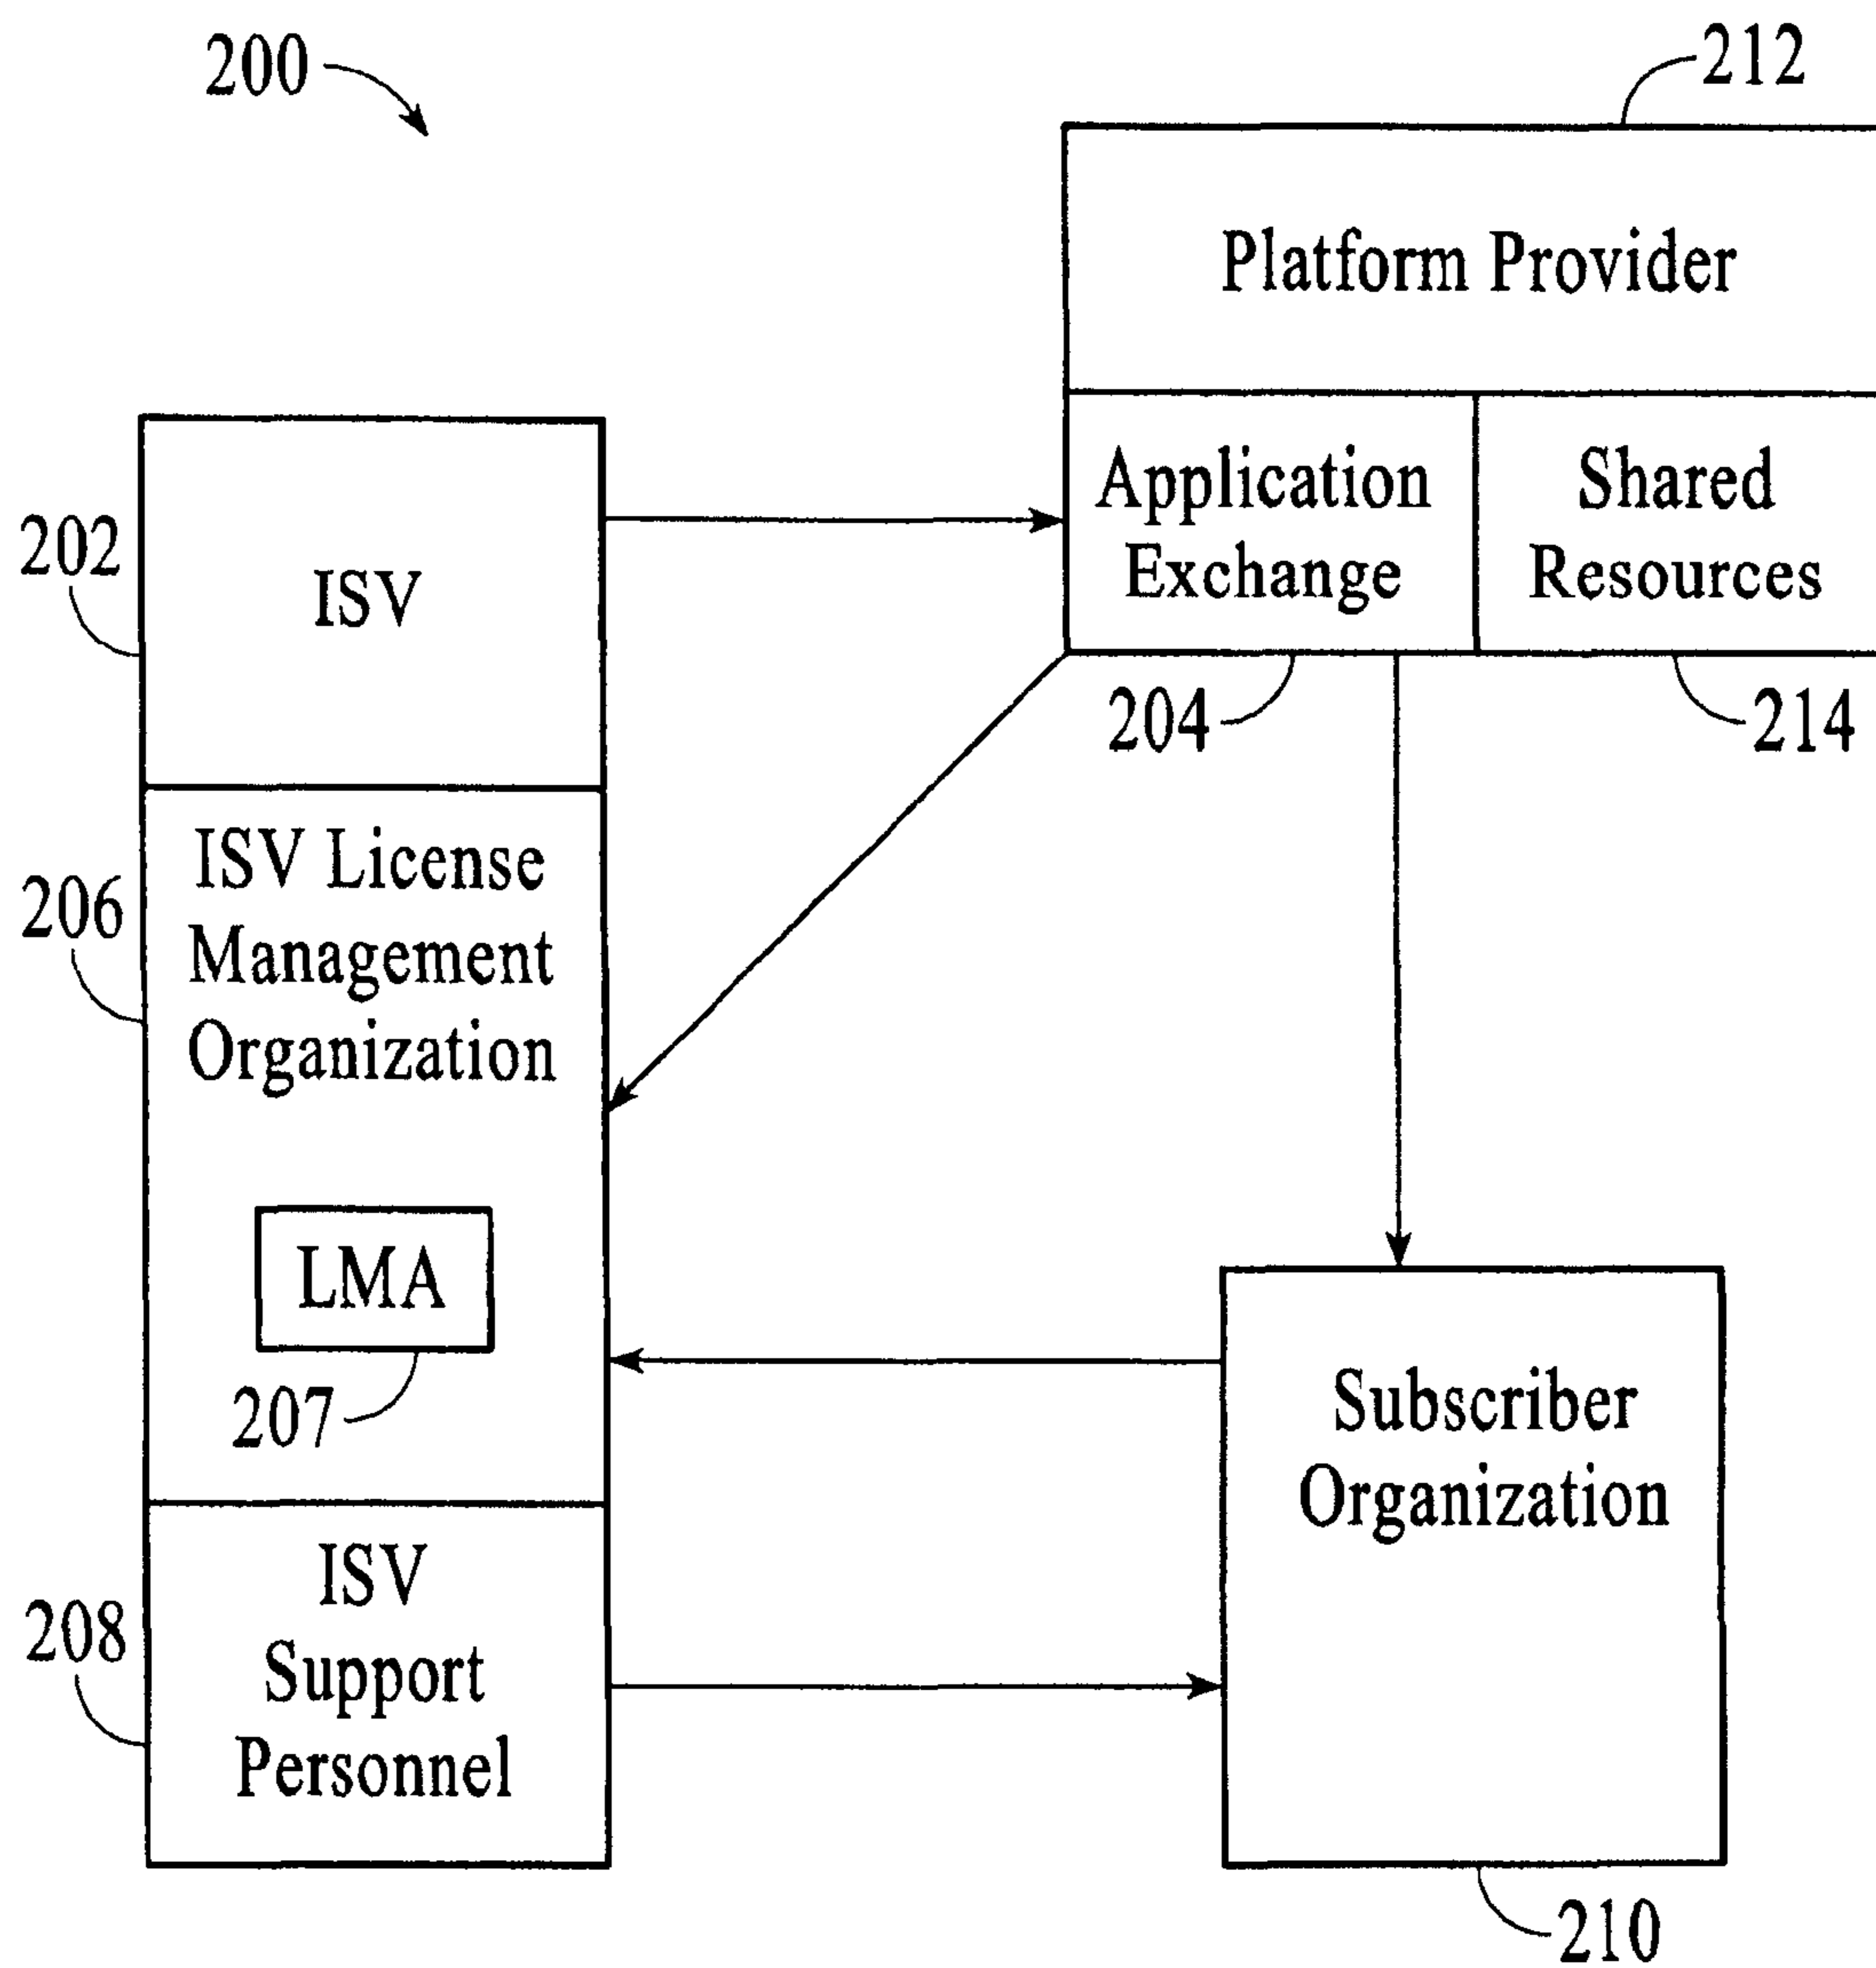 200
212
Platform Provider
Application
Exchange
Shared
Resources
204
214
202
ISV
206
ISV License
Management
Organization
LMA
207
208
ISV
Support
Personnel
Subscriber
Organization
210